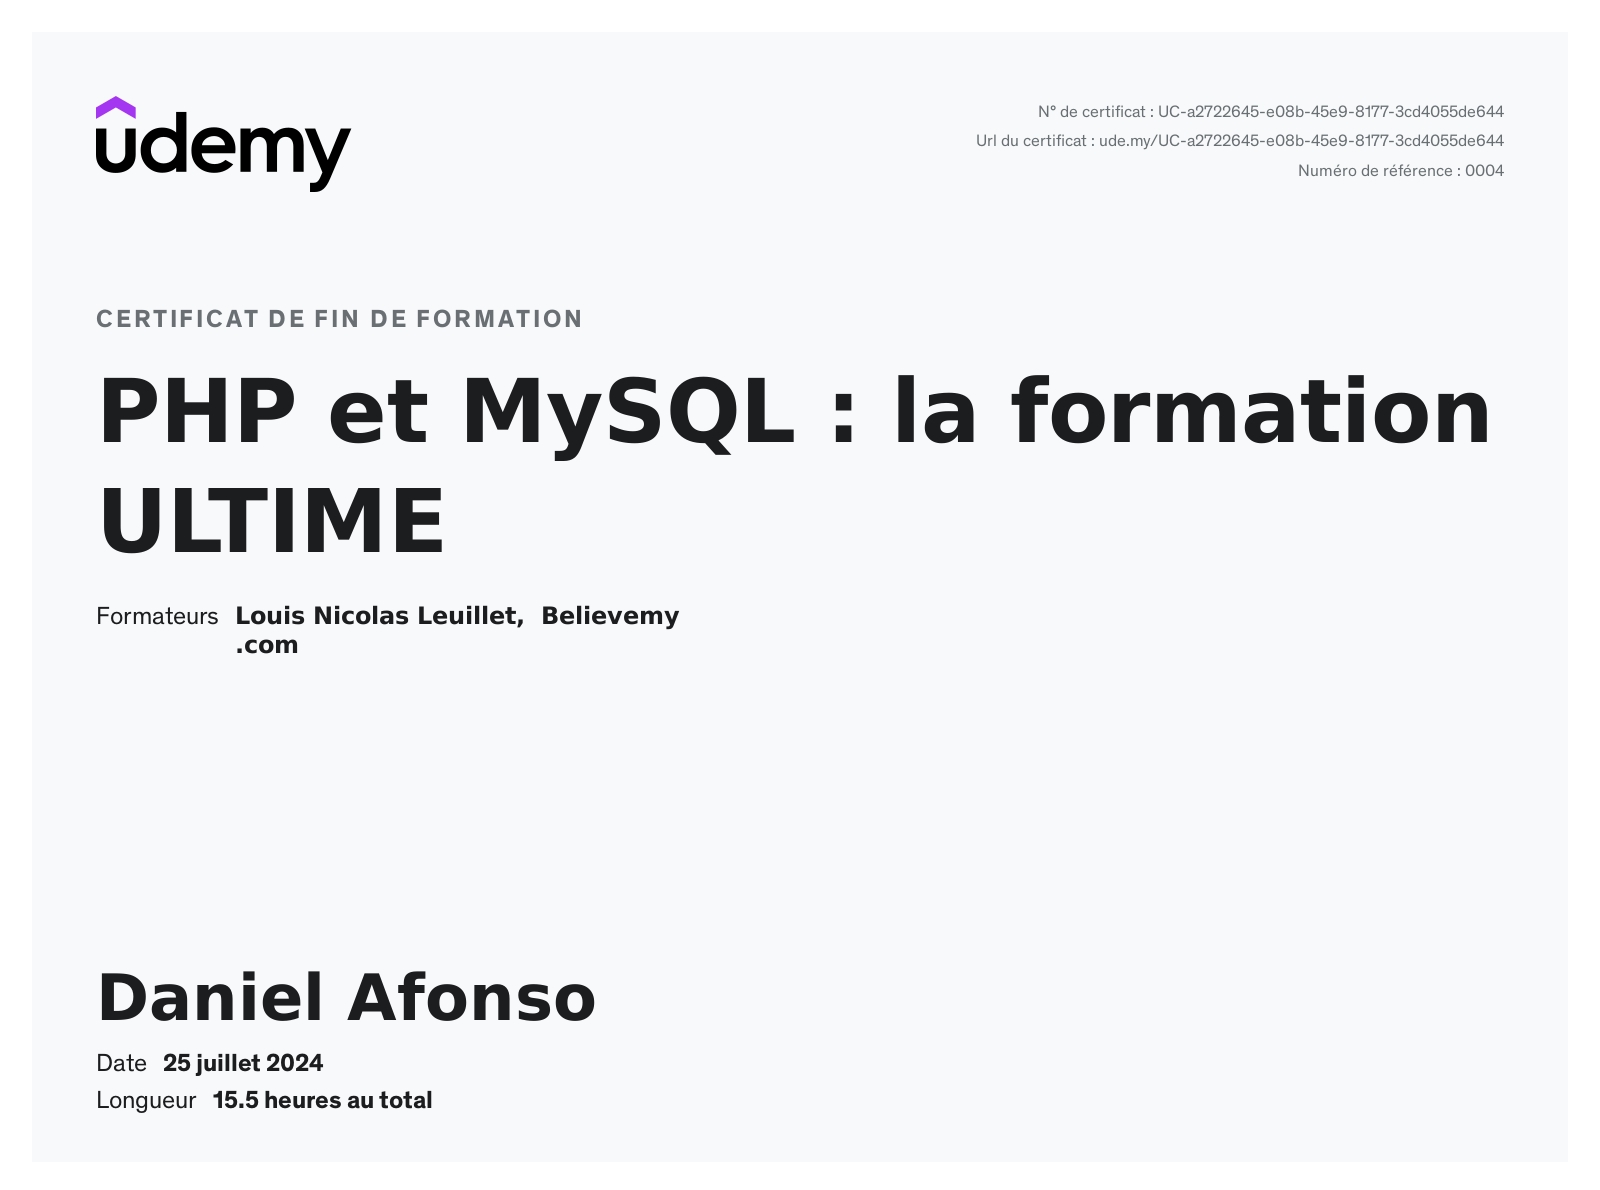 udemy
N° de certificat : UC-a2722645-e08b-45e9-8177-3cd4055de644
Url du certificat : ude.my/UC-a2722645-e08b-45e9-8177-3cd4055de644
Numéro de référence : 0004
CERTIFICAT DE FIN DE FORMATION
PHP et MySQL : la formation
ULTIME
Formateurs Louis Nicolas Leuillet, Believemy
.com
Daniel Afonso
Date 25 juillet 2024
Longueur 15.5 heures au total